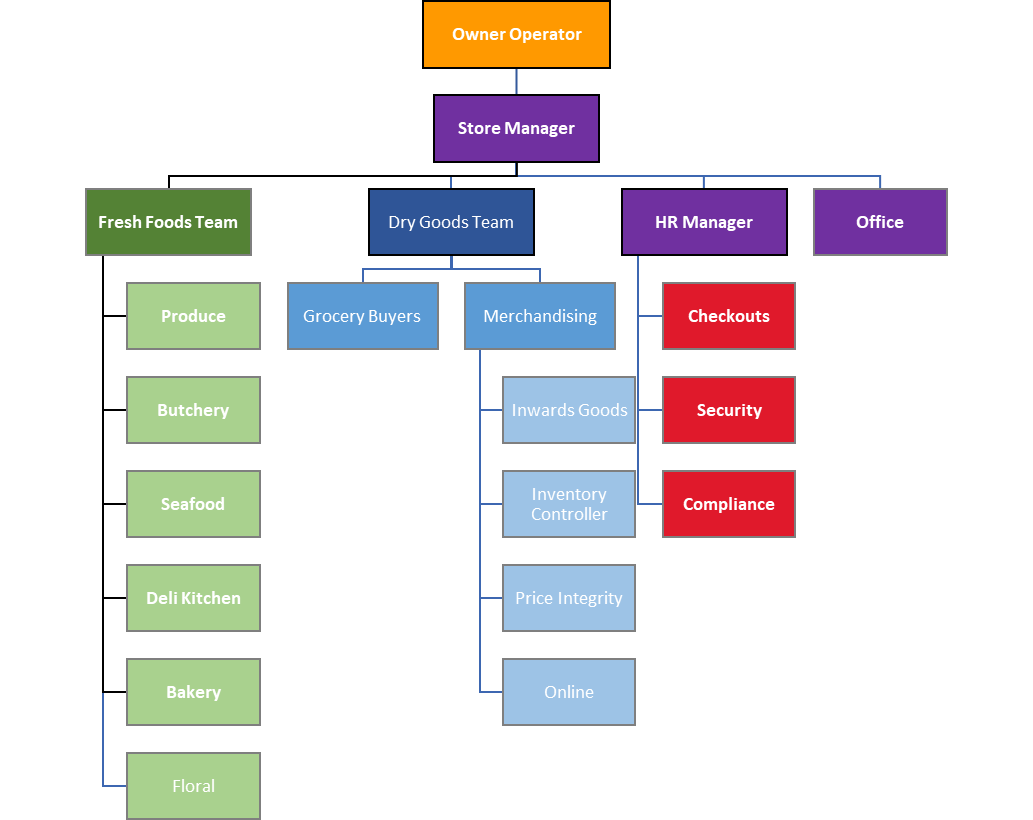 Owner Operator
Store Manager
Fresh Foods Team
Dry Goods Team
HR Manager
Office
Produce
Butchery
Seafood
Deli Kitchen
Bakery
Floral
Grocery Buyers
Merchandising
Inwards Goods
Inventory
Controller
Price Integrity
Online
Checkouts
Security
Compliance